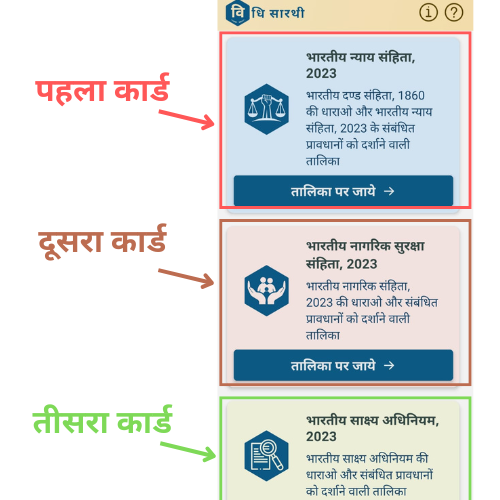 विधि सारथी
पहला कार्ड
भारतीय न्याय संहिता,
2023
भारतीय दण्ड संहिता, 1860
की धाराओ और भारतीय न्याय
संहिता, 2023 के संबंधित
प्रावधानों को दर्शाने वाली
तालिका
तालिका पर जाये →
दूसरा कार्ड
भारतीय नागरिक सुरक्षा
संहिता, 2023
भारतीय नागरिक संहिता,
2023 की धाराओ और संबंधित
प्रावधानों को दर्शाने वाली
तालिका
तालिका पर जाये →
तीसरा कार्ड
भारतीय साक्ष्य अधिनियम,
2023
भारतीय साक्ष्य अधिनियम की
धाराओ और संबंधित प्रावधानों
को दर्शाने वाली तालिका